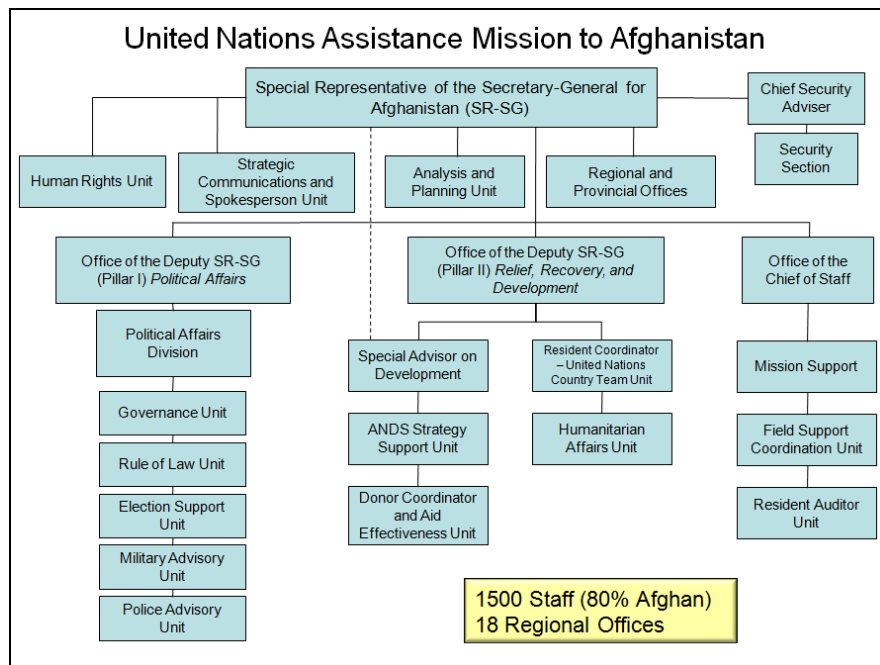 United Nations Assistance Mission to Afghanistan
Special Representative of the Secretary-General for
Afghanistan (SR-SG)
Chief Security
Adviser
Security
Section
Human Rights Unit
Strategic
Communications and
Spokesperson Unit
Analysis and
Planning Unit
Regional and
Provincial Offices
Office of the Deputy SR-SG
(Pillar I) Political Affairs
Office of the Deputy SR-SG
(Pillar II) Relief, Recovery, and
Development
Office of the
Chief of Staff
Political Affairs
Division
Governance Unit
Rule of Law Unit
Election Support
Unit
Military Advisory
Unit
Police Advisory
Unit
Special Advisor on
Development
ANDS Strategy
Support Unit
Donor Coordinator
and Aid
Effectiveness Unit
Resident Coordinator
– United Nations
Country Team Unit
Humanitarian
Affairs Unit
Mission Support
Field Support
Coordination Unit
Resident Auditor
Unit
1500 Staff (80% Afghan)
18 Regional Offices